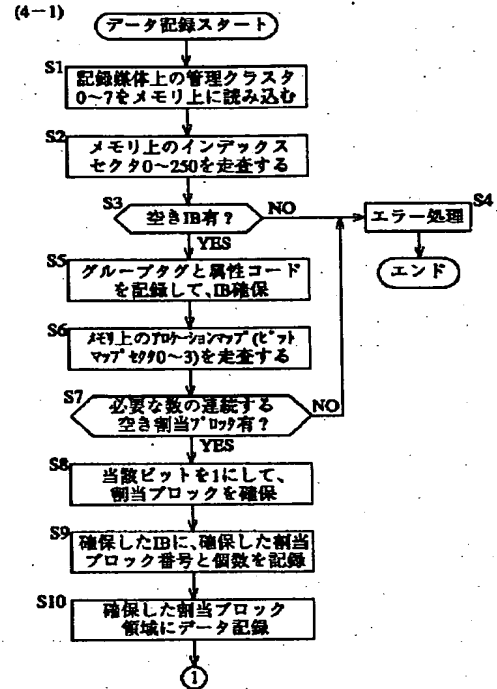 (4-1)
データ記録スタート
S1
記録媒体上の管理クラスタ
0〜7をメモリ上に読み込む
S2
メモリ上のインデックス
セクタ0〜250を走査する
S3
空きIB有?
NO
S4
エラー処理
エンド
YES
S5
グループタグと属性コード
を記録して、IB確保
S6
メモリ上のアロケーションマップ(ビット
マップセクタ0〜3)を走査する
S7
必要な数の連続する
空き割当ブロック有?
NO
YES
S8
当該ビットを1にして、
割当ブロックを確保
S9
確保したIBに、確保した割当
ブロック番号と個数を記録
S10
確保した割当ブロック
領域にデータ記録
1